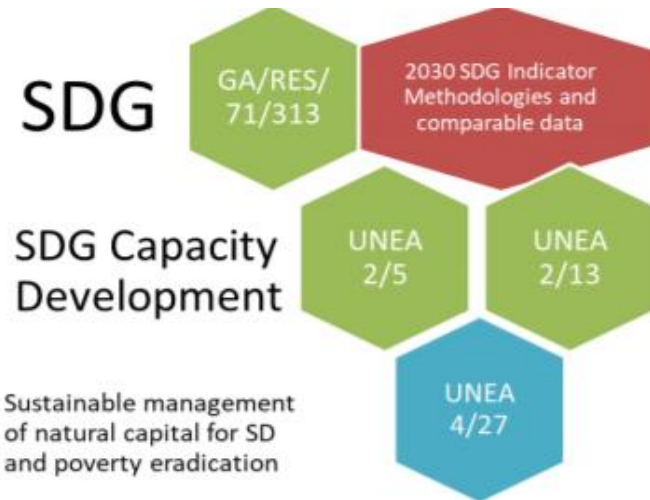 SDG
GA/RES/
71/313
2030 SDG Indicator
Methodologies and
comparable data
SDG Capacity
Development
UNEA
2/5
UNEA
2/13
Sustainable management
of natural capital for SD
and poverty eradication
UNEA
4/27